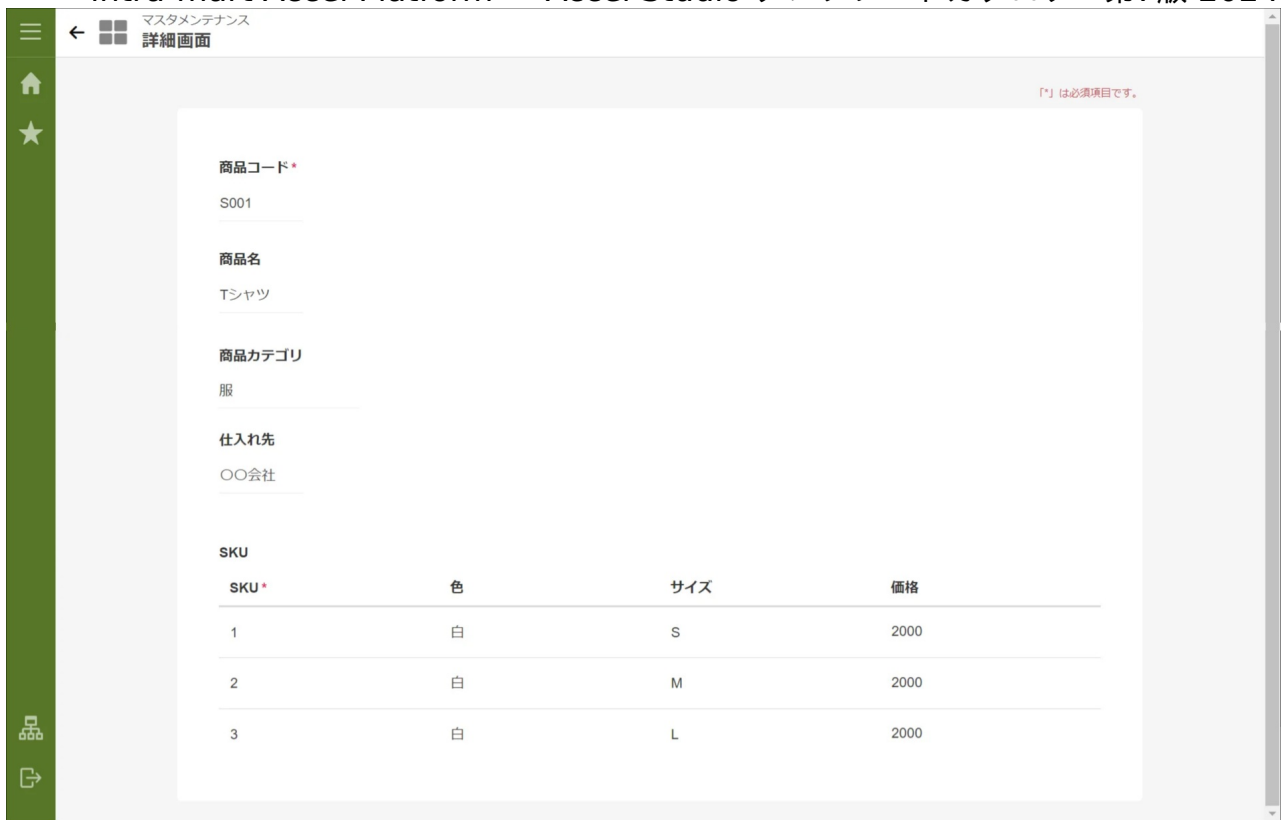 マスタメンテナンス
詳細画面
「*」は必須項目です。
商品コード*
S001
商品名
Tシャツ
商品カテゴリ
服
仕入れ先
〇〇会社
SKU
SKU* 色 サイズ 価格
1 白 S 2000
2 白 M 2000
3 白 L 2000